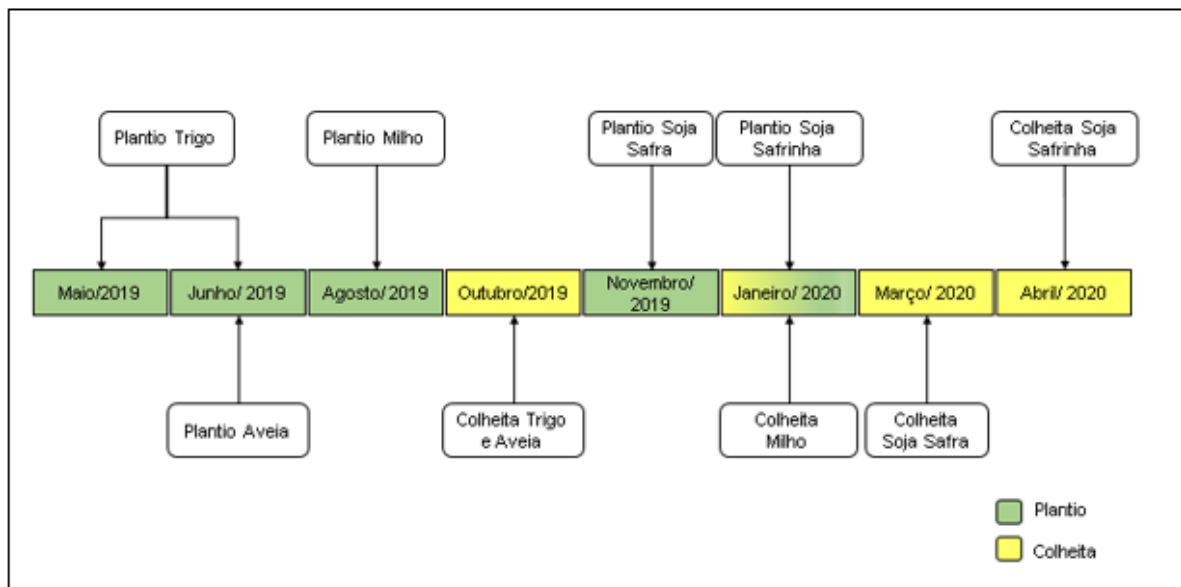 Plantio Trigo
Plantio Milho
Plantio Soja
Safra
Plantio Soja
Safrinha
Colheita Soja
Safrinha
Maio/2019
Junho/ 2019
Agosto/ 2019
Outubro/2019
Novembro/
2019
Janeiro/ 2020
Março/ 2020
Abril/ 2020
Plantio Aveia
Colheita Trigo
e Aveia
Colheita
Milho
Colheita
Soja Safra
Plantio
Colheita